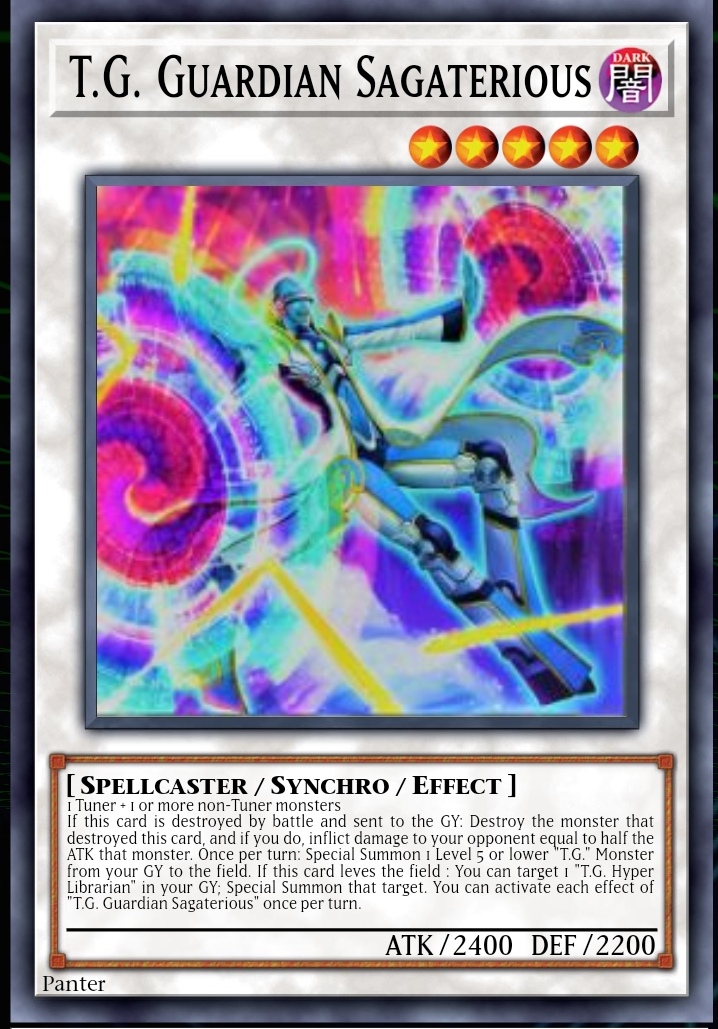 T.G. Guardian Sagaterious
DARK
闇
[ Spellcaster / Synchro / Effect ]
1 Tuner + 1 or more non-Tuner monsters
If this card is destroyed by battle and sent to the GY: Destroy the monster that
destroyed this card, and if you do, inflict damage to your opponent equal to half the
ATK that monster. Once per turn: Special Summon 1 Level 5 or lower "T.G." Monster
from your GY to the field. If this card leves the field : You can target 1 "T.G. Hyper
Librarian" in your GY; Special Summon that target. You can activate each effect of
"T.G. Guardian Sagaterious" once per turn.
ATK/2400 DEF/2200
Panter